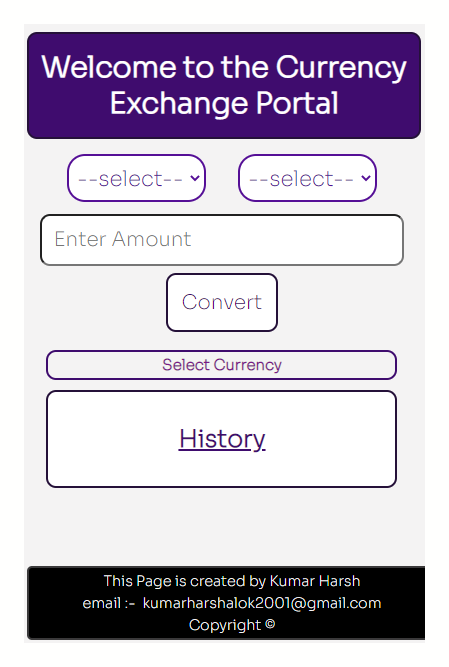 Welcome to the Currency
Exchange Portal
--select-- --select--
Enter Amount
Convert
Select Currency
History
This Page is created by Kumar Harsh
email :- kumarharshalok2001@gmail.com
Copyright ©